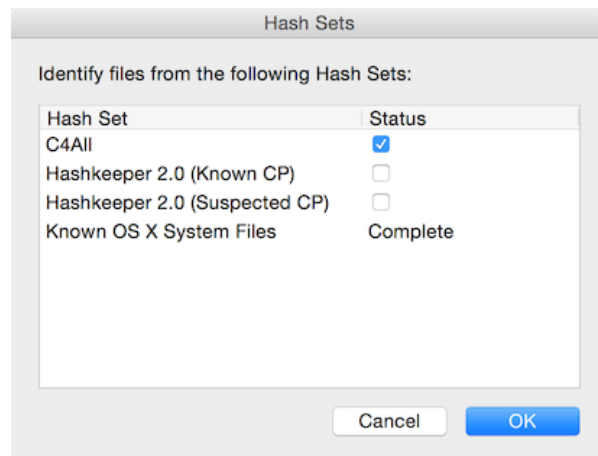 Hash Sets
Identify files from the following Hash Sets:
Hash Set Status
C4All
Hashkeeper 2.0 (Known CP)
Hashkeeper 2.0 (Suspected CP)
Known OS X System Files Complete
Cancel OK